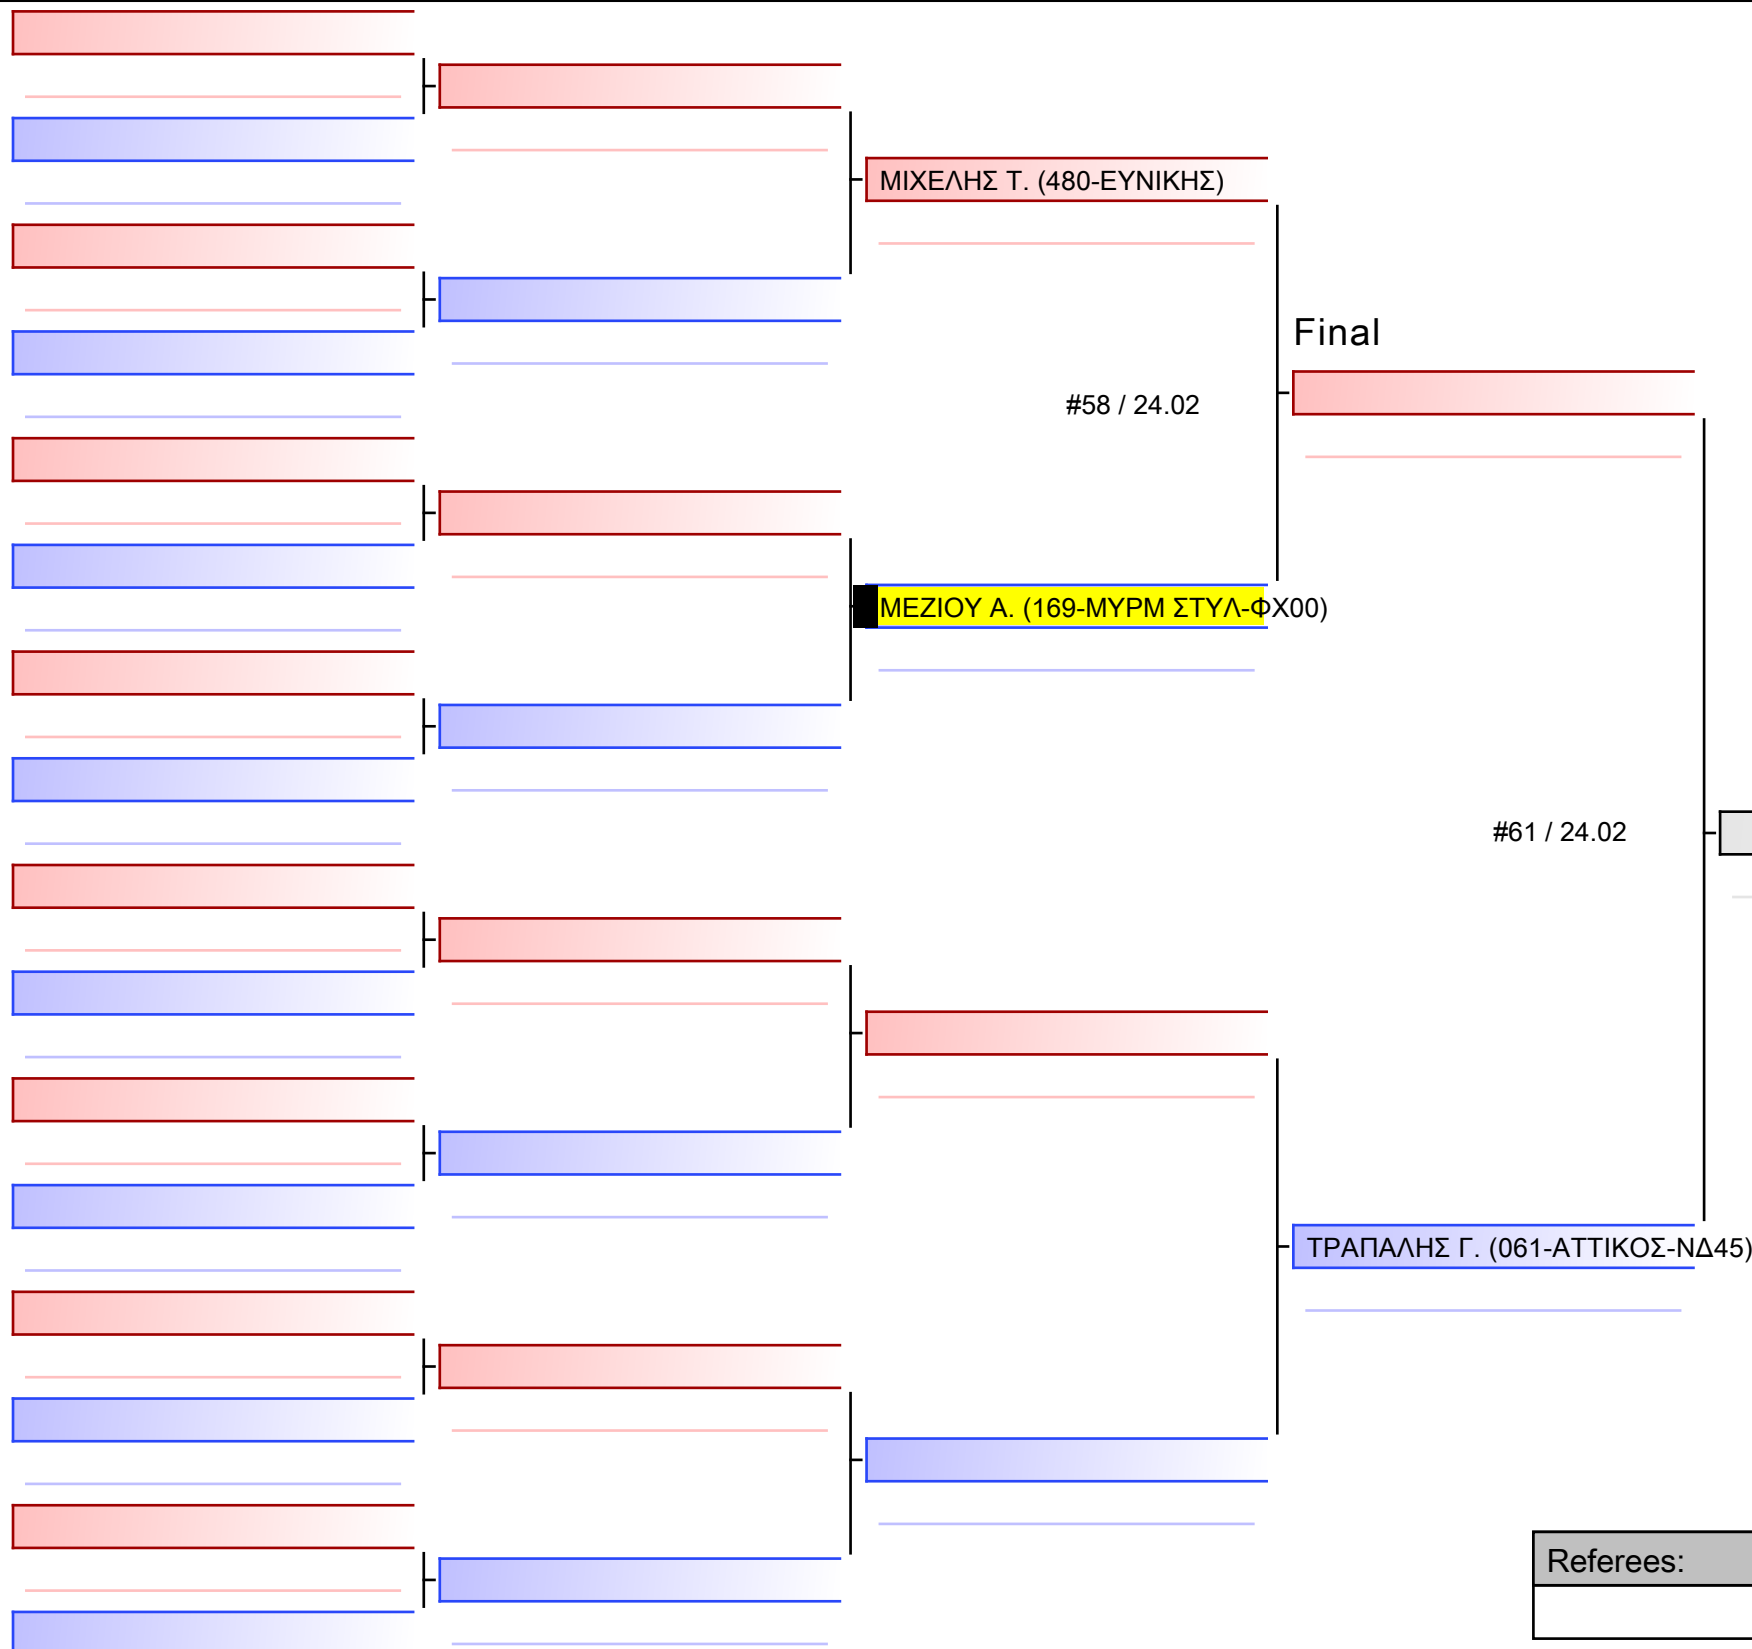 ΜΙΧΕΛΗΣ Τ. (480-ΕΥΝΙΚΗΣ)
Final
#58 / 24.02
ΜΕΖΙΟΥ Α. (169-ΜΥΡΜ ΣΤΥΛ-ΦΧ00)
#61 / 24.02
ΤΡΑΠΑΛΗΣ Γ. (061-ΑΤΤΙΚΟΣ-ΝΔ45)
Referees: